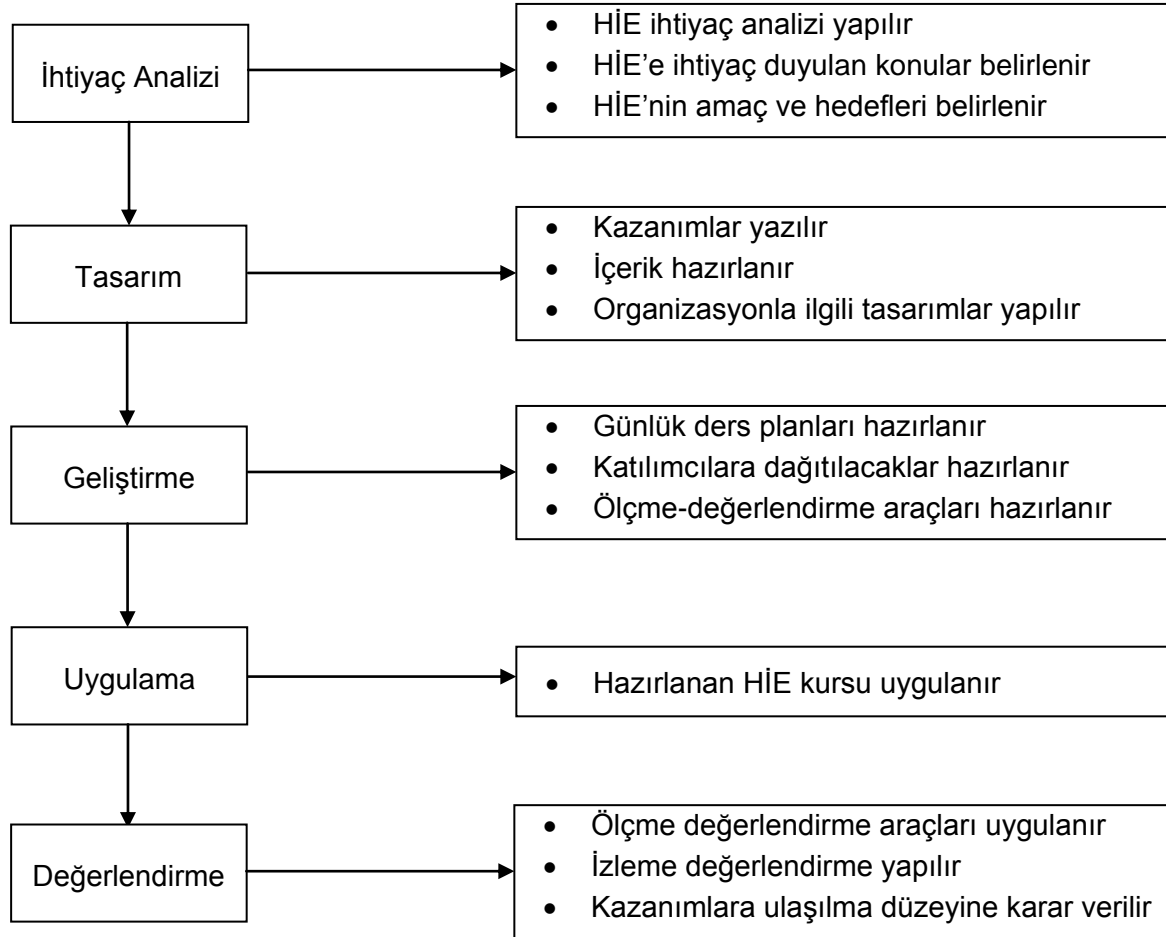 İhtiyaç Analizi
• HİE ihtiyaç analizi yapılır
• HİE’e ihtiyaç duyulan konular belirlenir
• HİE’nin amaç ve hedefleri belirlenir
Tasarım
• Kazanımlar yazılır
• İçerik hazırlanır
• Organizasyonla ilgili tasarımlar yapılır
Geliştirme
• Günlük ders planları hazırlanır
• Katılımcılara dağıtılacaklar hazırlanır
• Ölçme-değerlendirme araçları hazırlanır
Uygulama
• Hazırlanan HİE kursu uygulanır
Değerlendirme
• Ölçme değerlendirme araçları uygulanır
• İzleme değerlendirme yapılır
• Kazanımlara ulaşılma düzeyine karar verilir